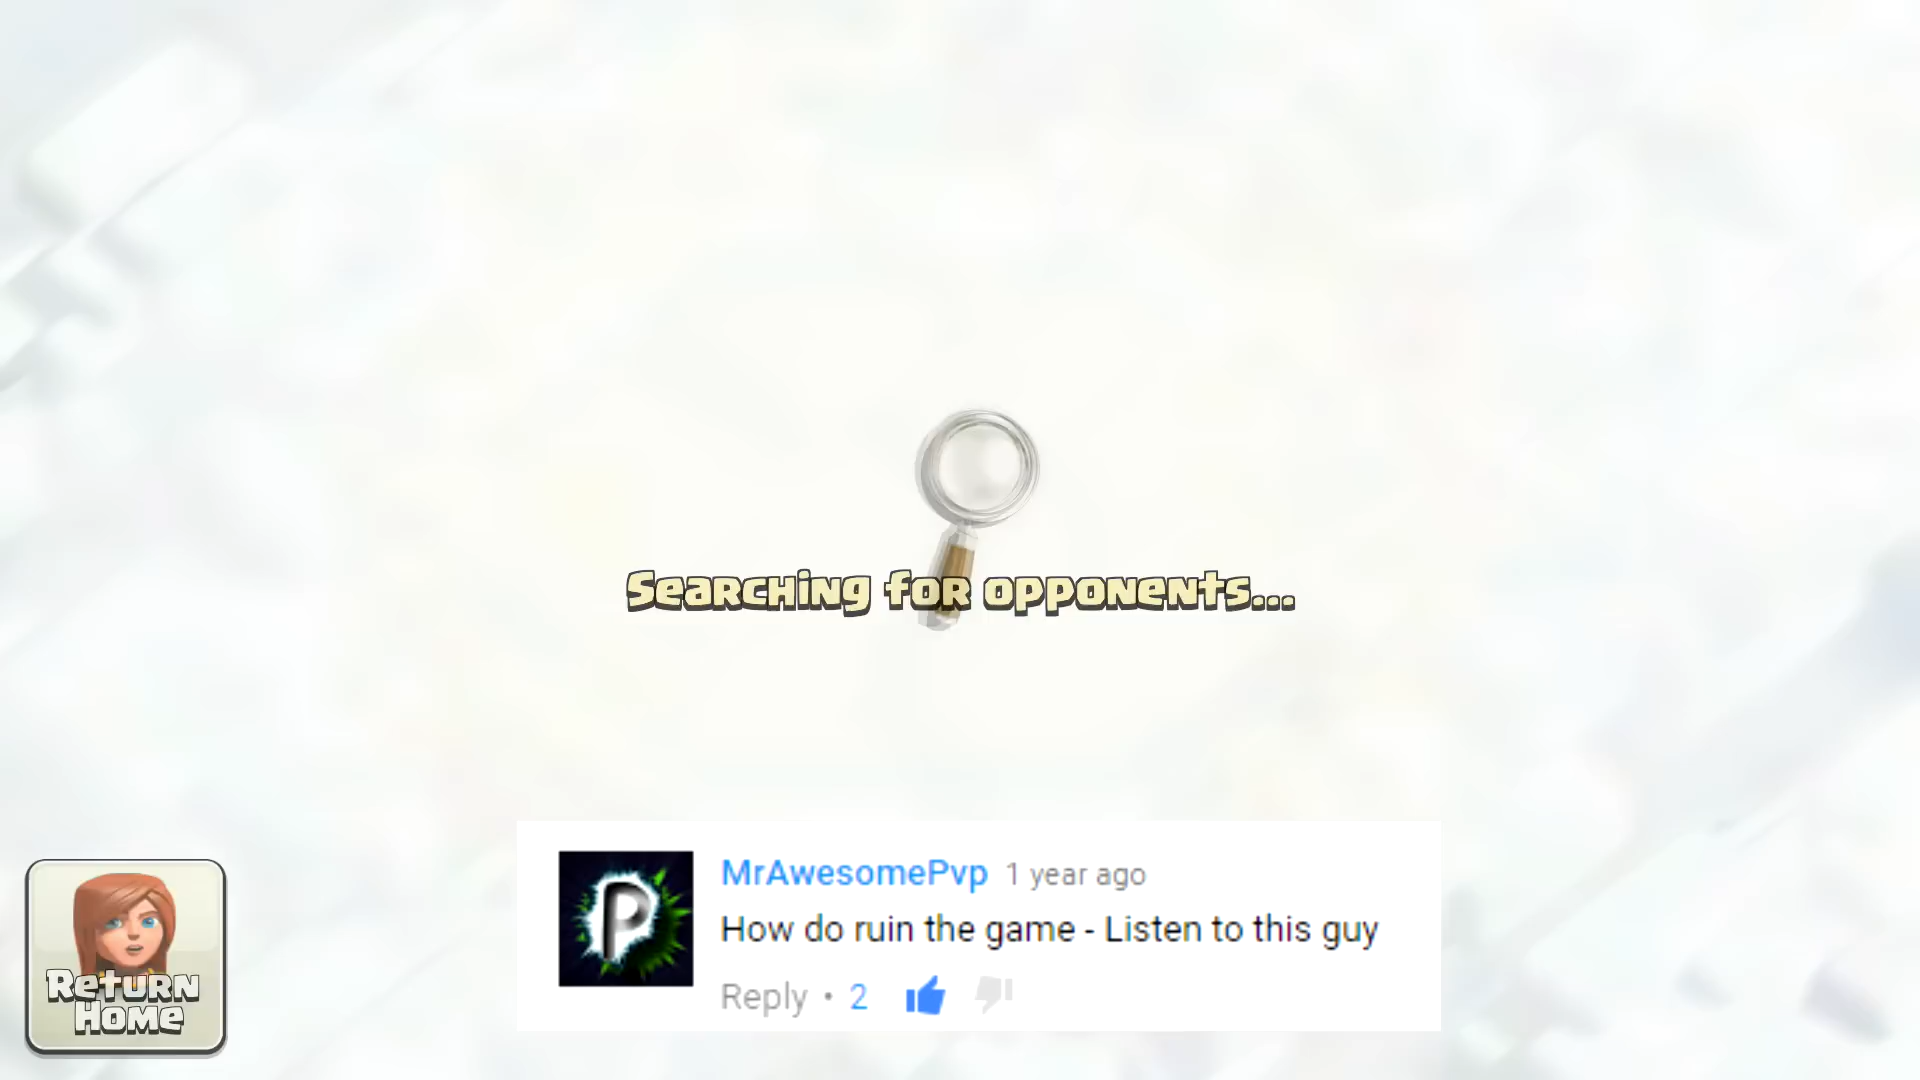 Searching for opponents...
MrAwesomePvp 1 year ago
How do ruin the game - Listen to this guy
Reply • 2
Return
Home
P